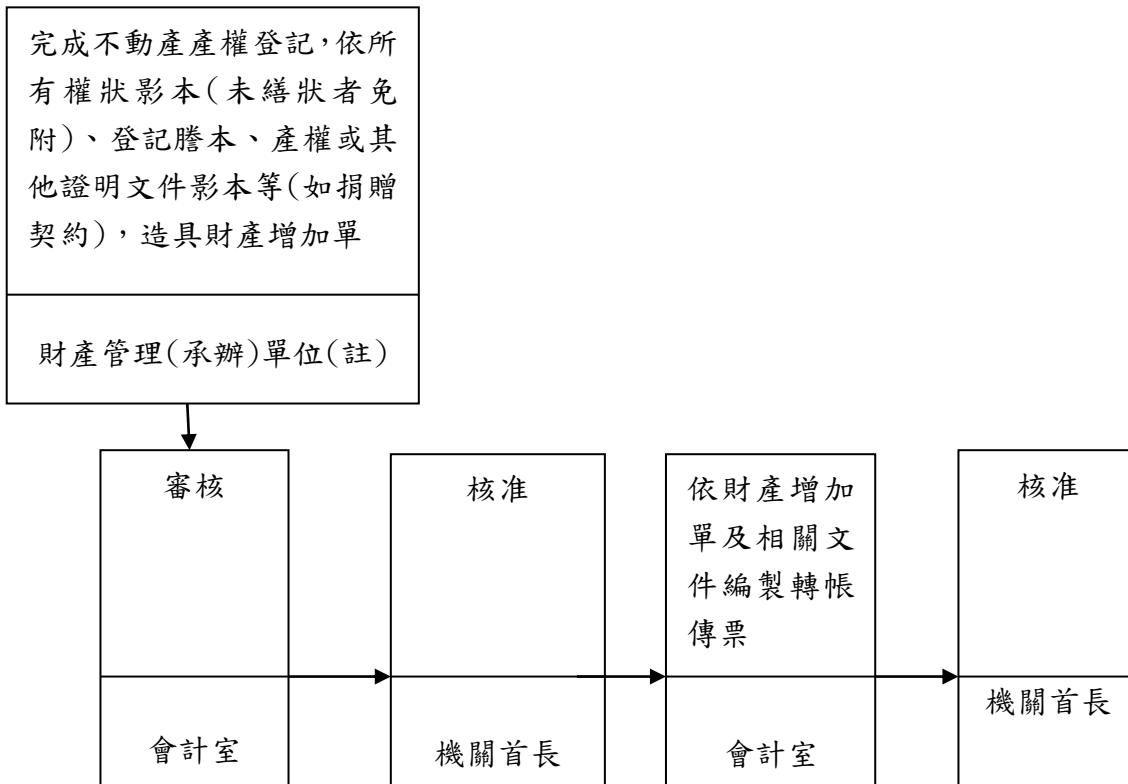 完成不動產產權登記，依所
有權狀影本(未繕狀者免
附)、登記謄本、產權或其
他證明文件影本等(如捐贈
契約)，造具財產增加單
財產管理(承辦)單位(註)
審核
會計室
核准
機關首長
依財產增加
單及相關文
件編製轉帳
傳票
會計室
核准
機關首長